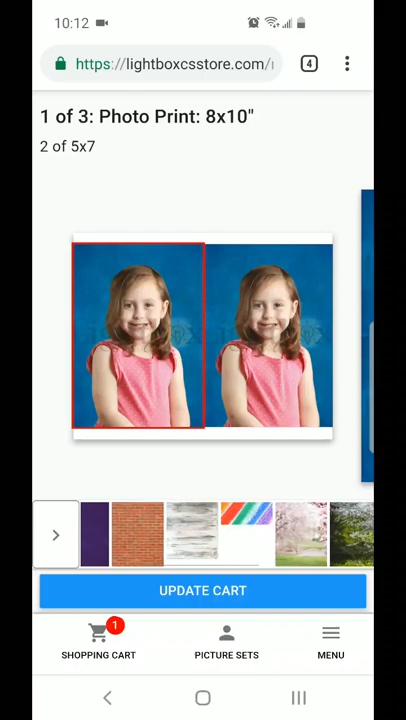 10:12
4
https://lightboxcsstore.com/
1 of 3: Photo Print: 8x10"
2 of 5x7
UPDATE CART
1
SHOPPING CART
PICTURE SETS
MENU